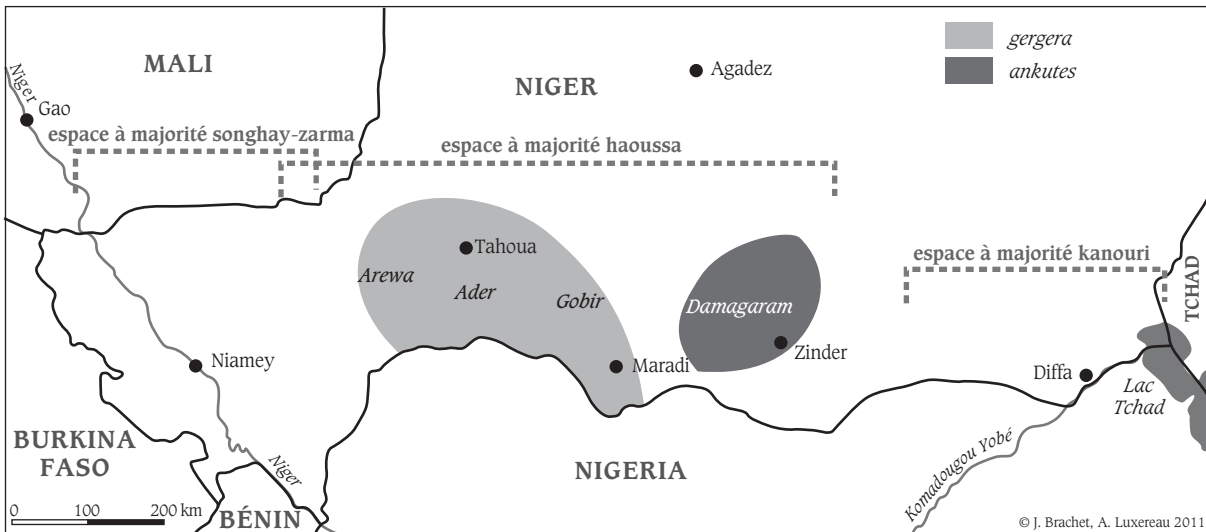 gergera
ankutes
MALI
NIGER
Agadez
Niger
Gao
espace à majorité songhay-zarma
espace à majorité haoussa
Tahoua
Arewa
Ader
Gobir
espace à majorité kanouri
TCHAD
Damagaram
Zinder
Niamey
Maradi
Diffa
Lac
Tchad
BURKINA
FASO
Niger
NIGERIA
Komadougou Yobé
BÉNIN
0 100 200 km
© J. Brachet, A. Luxereau 2011